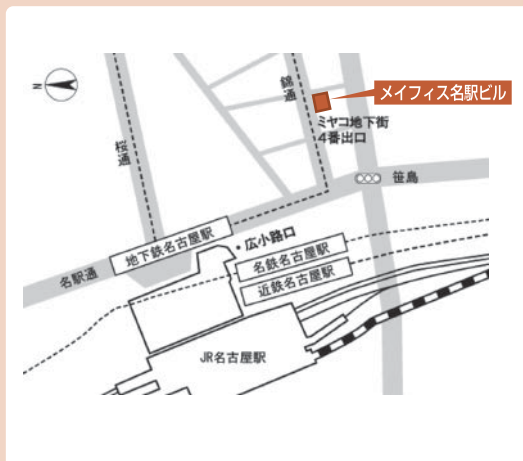 N
桜通
錦通
メイフィス名駅ビル
ミヤコ地下街
4番出口
笹島
地下鉄名古屋駅
広小路口
名駅通
名鉄名古屋駅
近鉄名古屋駅
JR名古屋駅